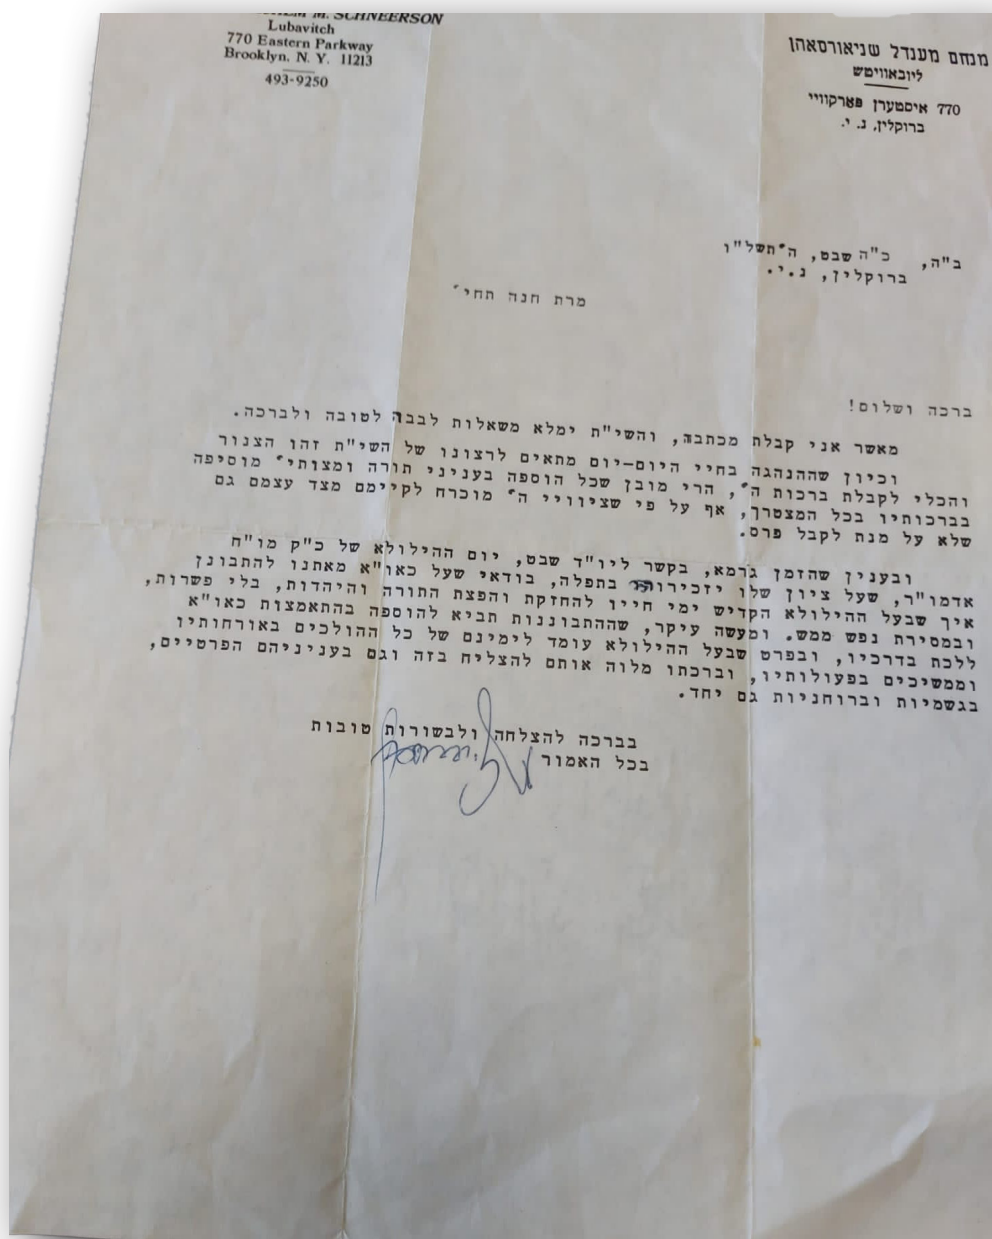 M. SCHNEERSON
Lubavitch
770 Eastern Parkway
Brooklyn, N. Y. 11213
493-9250
מנחם מענדל שניאורסאהן
ליובאוויטש
770 איסטערן פארקוויי
ברוקלין, נ. י.
ב"ה, כ"ה שבט, ה'תשל"ו
ברוקלין, נ.י.
מרת חנה תחי'
ברכה ושלום!
מאשר אני קבלת מכתבה, והשי"ת ימלא משאלות לבבה לטובה ולברכה.
וכיון שההנהגה בחיי היום-יום מתאים לרצונו של השי"ת זהו הצנור
והכלי לקבלת ברכות ה', הרי מובן שכל הוספה בעניני תורה ומצותי' מוסיפה
בברכותיו בכל המצטרך, אף על פי שציוויי ה' מוכרח לקיימם מצד עצמם גם
שלא על מנת לקבל פרס.
ובענין שהזמן גרמא, בקשר ליו"ד שבט, יום ההילולא של כ"ק מו"ח
אדמו"ר, שעל ציון שלו יזכירוה בתפלה, בודאי שעל כאו"א מאתנו להתבונן
איך שבעל ההילולא הקדיש ימי חייו להחזקת והפצת התורה והיהדות, בלי פשרות,
ובמסירת נפש ממש. ומעשה עיקר, שההתבוננות תביא להוספה בהתאמצות כאו"א
ללכת בדרכיו, ובפרט שבעל ההילולא עומד לימינם של כל ההולכים באורחותיו
וממשיכים בפעולותיו, וברכתו מלוה אותם להצליח בזה וגם בעניניהם הפרטיים,
בגשמיות וברוחניות גם יחד.
בברכה להצלחה ולבשורות טובות
בכל האמור